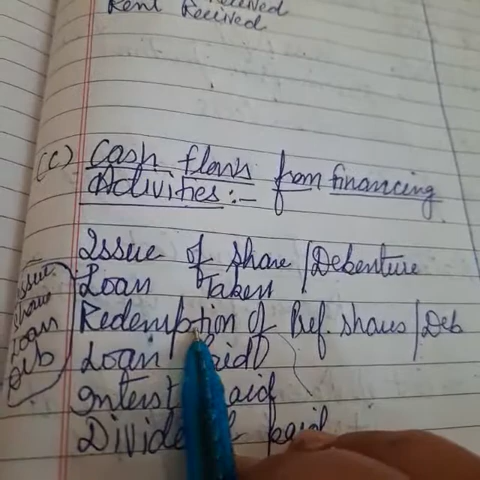 Rent Received
(C) Cash flows from financing
Activities:-
Issue of share/Debenture
Loan Taken
Redemption of Pref. shares/Deb
Loan Paid
Interst Paid
Dividend paid
Issue
Share
Loan
Deb